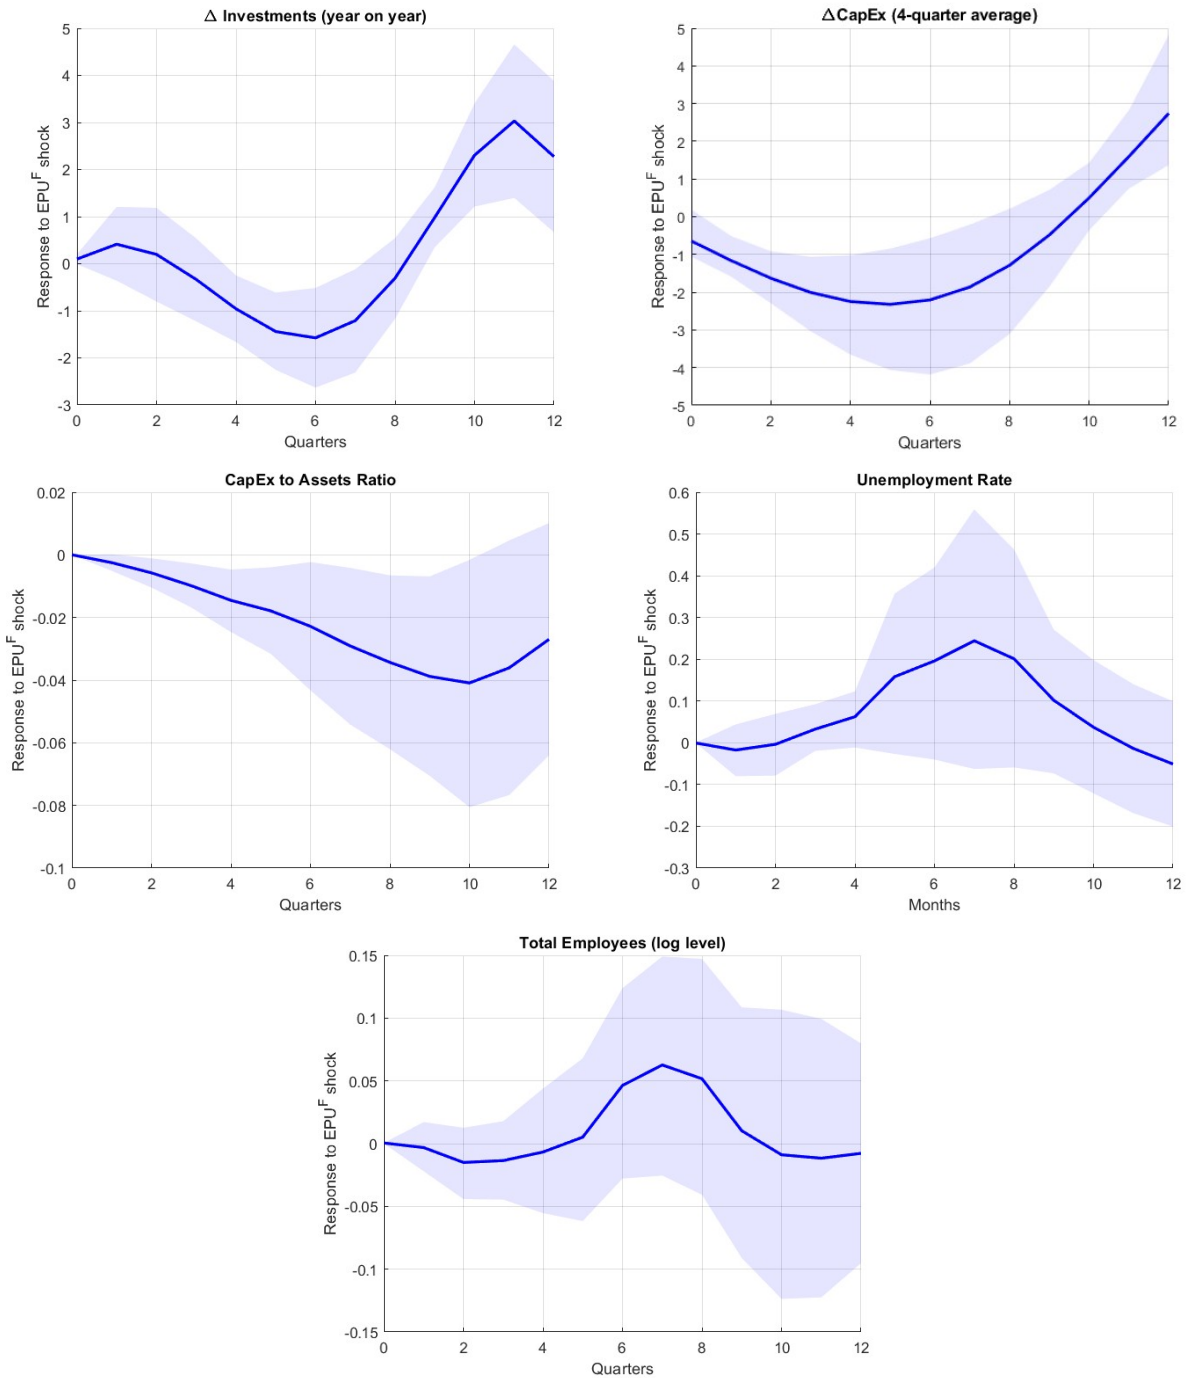 Δ Investments (year on year)
Response to EPU^F shock
5
4
3
2
1
0
-1
-2
-3
0 2 4 6 8 10 12
Quarters
ΔCapEx (4-quarter average)
Response to EPU^F shock
5
4
3
2
1
0
-1
-2
-3
-4
-5
0 2 4 6 8 10 12
Quarters
CapEx to Assets Ratio
Response to EPU^F shock
0.02
0
-0.02
-0.04
-0.06
-0.08
-0.1
0 2 4 6 8 10 12
Quarters
Unemployment Rate
Response to EPU^F shock
0.6
0.5
0.4
0.3
0.2
0.1
0
-0.1
-0.2
-0.3
0 2 4 6 8 10 12
Months
Total Employees (log level)
Response to EPU^F shock
0.15
0.1
0.05
0
-0.05
-0.1
-0.15
0 2 4 6 8 10 12
Quarters